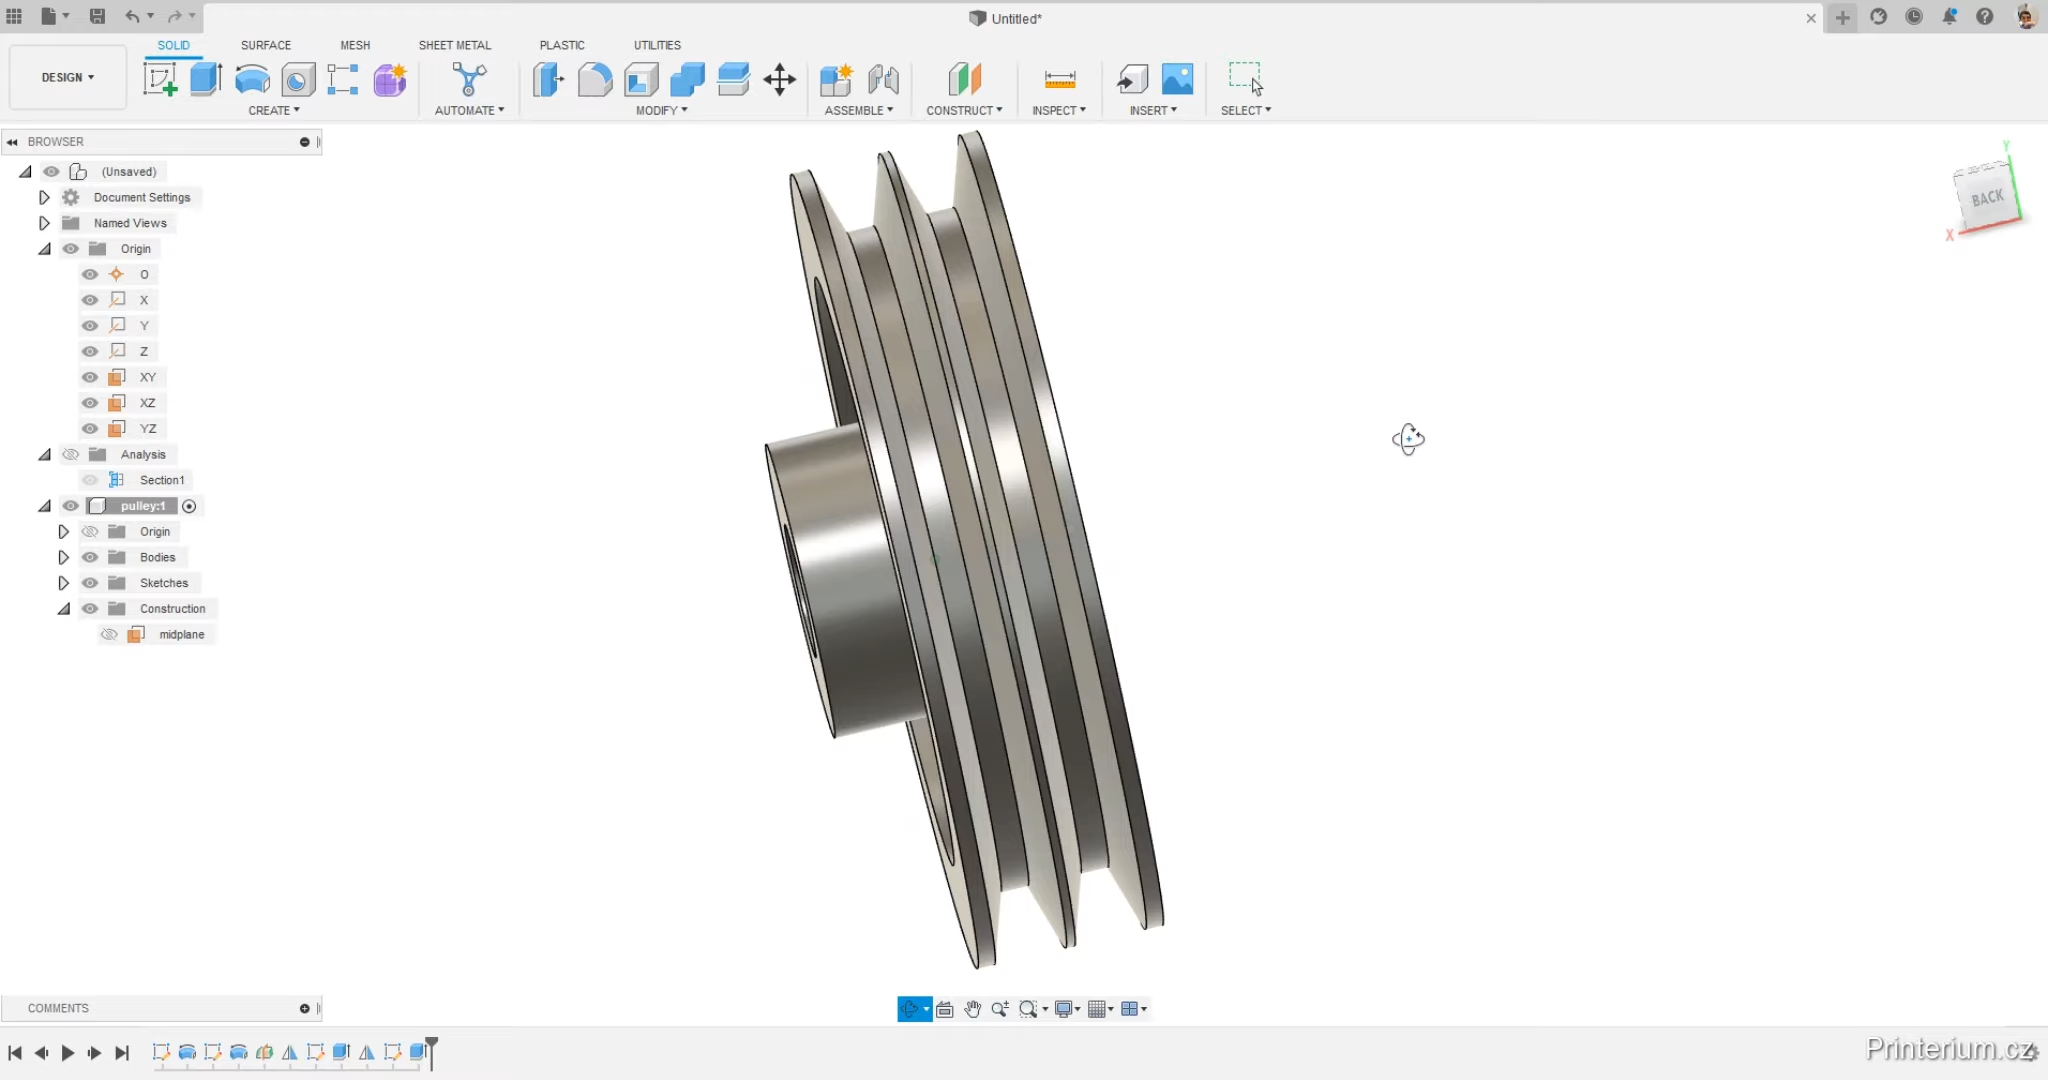 Untitled*
SOLID SURFACE MESH SHEET METAL PLASTIC UTILITIES
DESIGN
CREATE AUTOMATE MODIFY ASSEMBLE CONSTRUCT INSPECT INSERT SELECT
BROWSER
(Unsaved)
Document Settings
Named Views
Origin
O
X
Y
Z
XY
XZ
YZ
Analysis
Section1
pulley:1
Origin
Bodies
Sketches
Construction
midplane
Y
BACK
X
COMMENTS
Printerium.cz